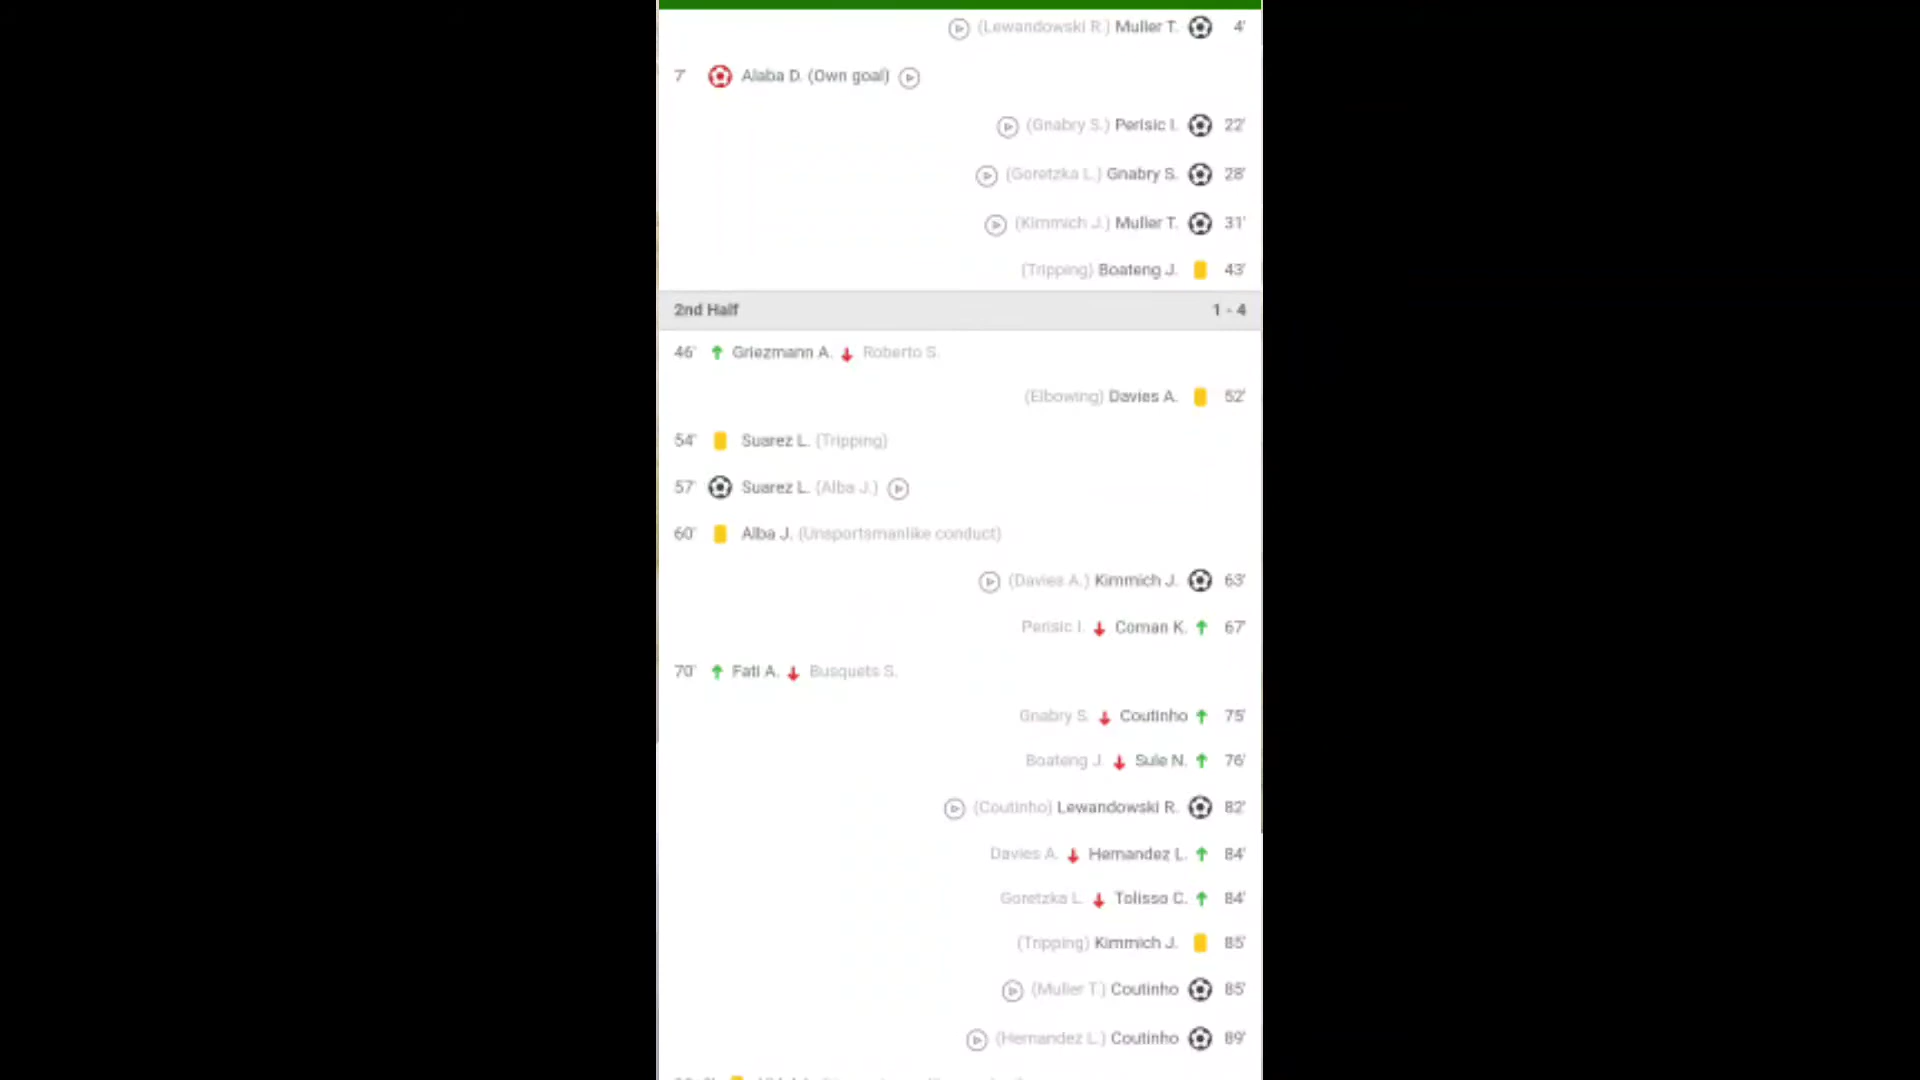 (Lewandowski R.) Muller T. 4'
7' Alaba D. (Own goal)
(Gnabry S.) Perisic I. 22'
(Goretzka L.) Gnabry S. 28'
(Kimmich J.) Muller T. 31'
(Tripping) Boateng J. 43'
2nd Half 1 - 4
46' Griezmann A. Roberto S.
(Elbowing) Davies A. 52'
54' Suarez L. (Tripping)
57' Suarez L. (Alba J.)
60' Alba J. (Unsportsmanlike conduct)
(Davies A.) Kimmich J. 63'
Perisic I. Coman K. 67'
70' Fati A. Busquets S.
Gnabry S. Coutinho 75'
Boateng J. Sule N. 76'
(Coutinho) Lewandowski R. 82'
Davies A. Hernandez L. 84'
Goretzka L. Tolisso C. 84'
(Tripping) Kimmich J. 85'
(Muller T.) Coutinho 85'
(Hernandez L.) Coutinho 89'